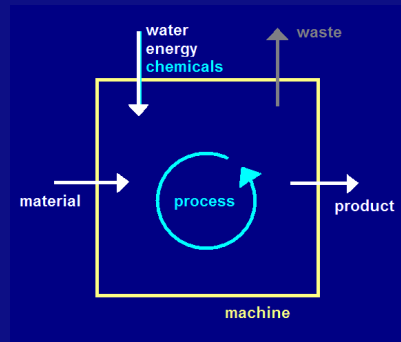 water
energy
chemicals
waste
material
process
product
machine